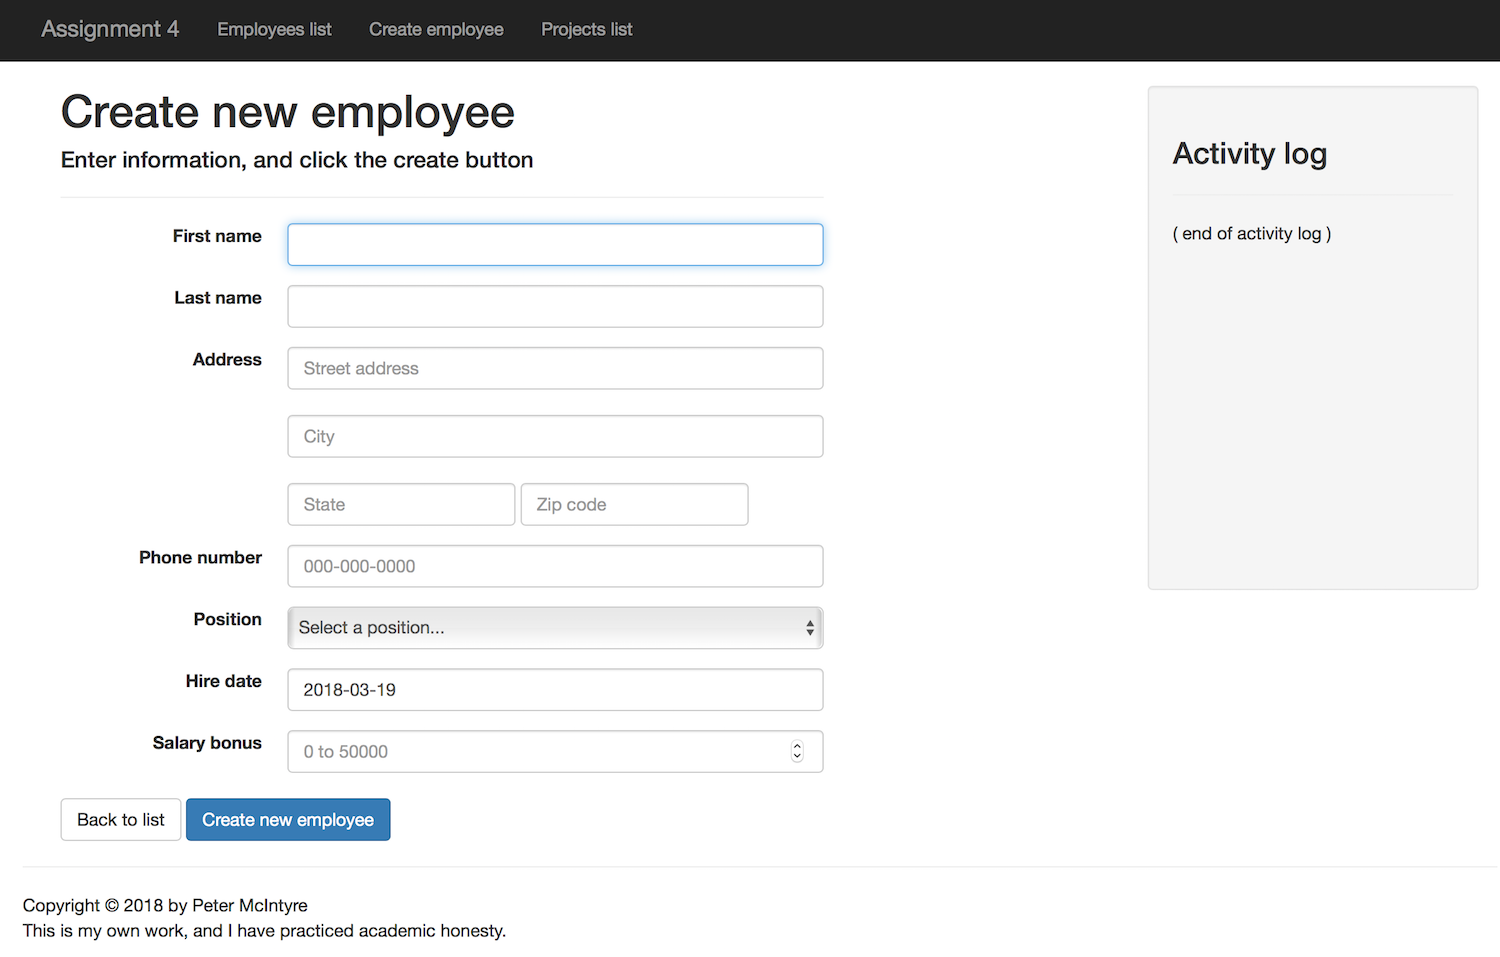 Assignment 4 Employees list Create employee Projects list
Create new employee
Enter information, and click the create button
First name
Last name
Address Street address
City
State Zip code
Phone number 000-000-0000
Position Select a position...
Hire date 2018-03-19
Salary bonus 0 to 50000
Back to list Create new employee
Activity log
( end of activity log )
Copyright © 2018 by Peter McIntyre
This is my own work, and I have practiced academic honesty.